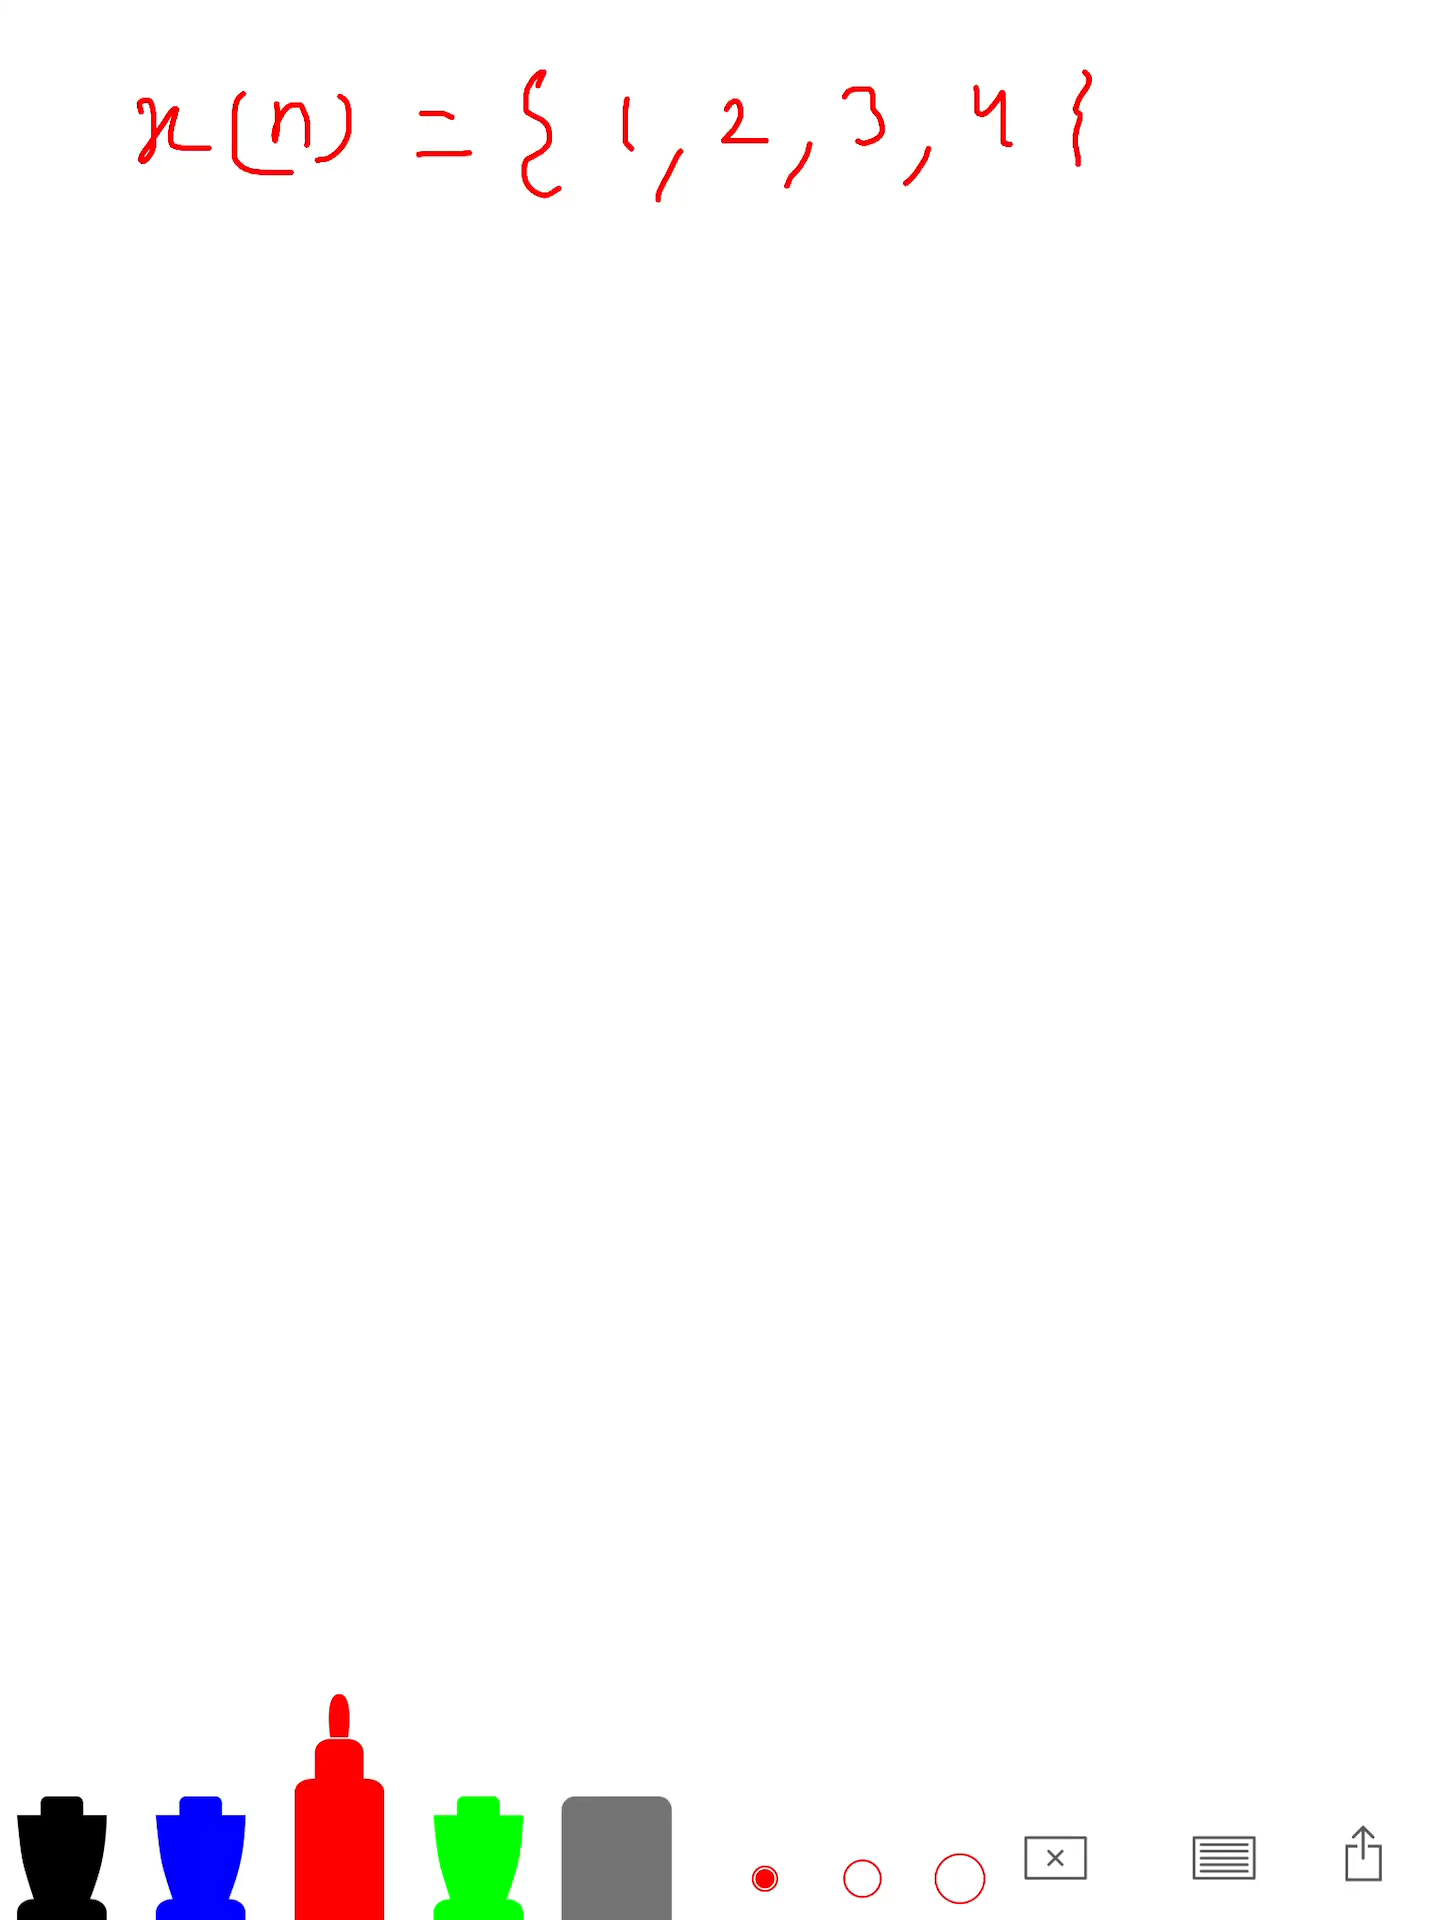 x(n) = { 1, 2, 3, 4 }